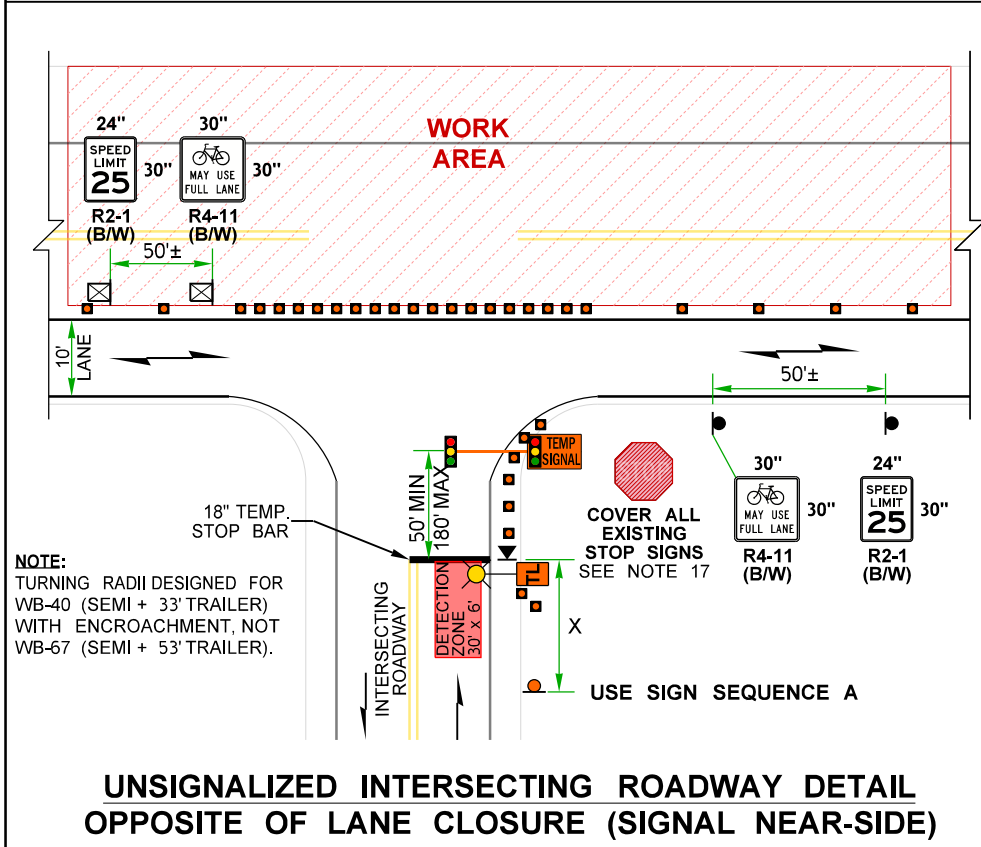 WORK
AREA
24"
30"
SPEED
LIMIT
25
30"
MAY USE
FULL LANE
30"
R2-1
(B/W)
R4-11
(B/W)
50'±
10'
LANE
50'±
TEMP
SIGNAL
STOP
COVER ALL
EXISTING
STOP SIGNS
SEE NOTE 17
30"
24"
MAY USE
FULL LANE
30"
SPEED
LIMIT
25
30"
R4-11
(B/W)
R2-1
(B/W)
50' MIN
180' MAX
18" TEMP.
STOP BAR
NOTE:
TURNING RADII DESIGNED FOR
WB-40 (SEMI + 33' TRAILER)
WITH ENCROACHMENT, NOT
WB-67 (SEMI + 53' TRAILER).
INTERSECTING
ROADWAY
DETECTION
ZONE
30' x 6'
TL
X
USE SIGN SEQUENCE A
UNSIGNALIZED INTERSECTING ROADWAY DETAIL
OPPOSITE OF LANE CLOSURE (SIGNAL NEAR-SIDE)